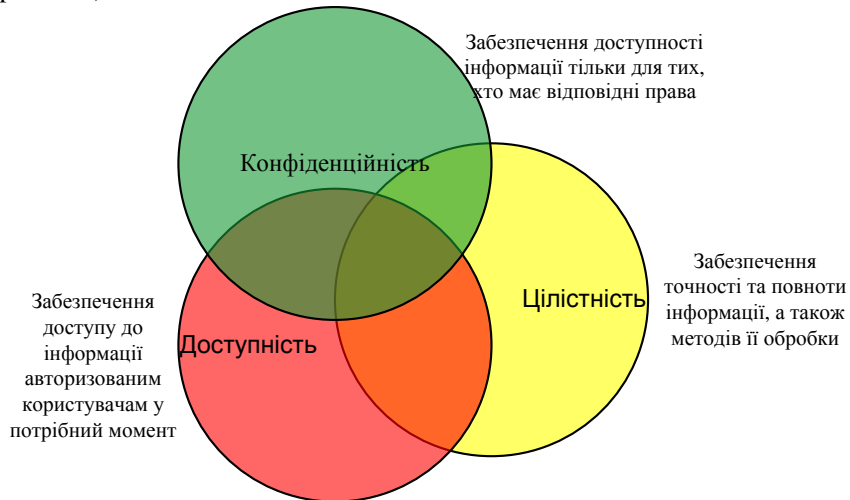 Забезпечення доступності
інформації тільки для тих,
хто має відповідні права
Конфіденційність
Забезпечення
точності та повноти
інформації, а також
методів її обробки
Цілістність
Забезпечення
доступу до
інформації
авторизованим
користувачам у
потрібний момент
Доступність